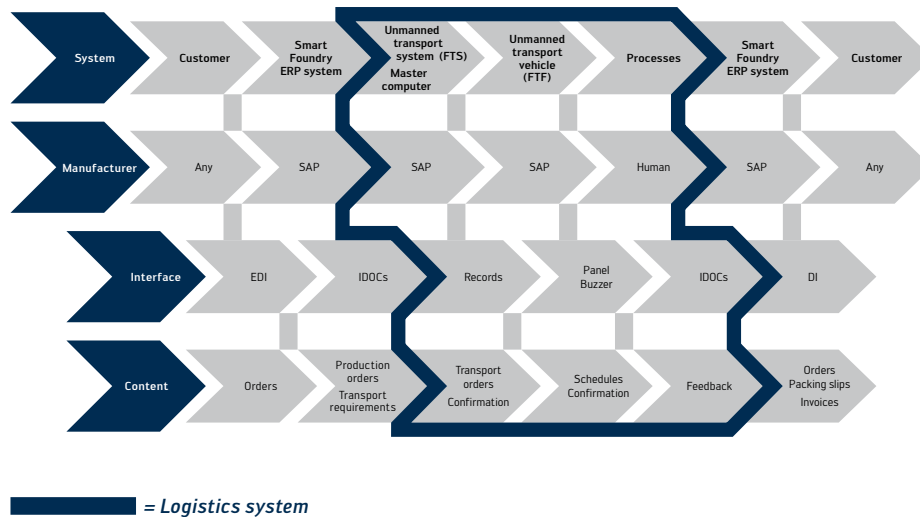 System
Customer
Smart
Foundry
ERP system
Unmanned
transport
system (FTS)
Master
computer
Unmanned
transport
vehicle
(FTF)
Processes
Smart
Foundry
ERP system
Customer
Manufacturer
Any
SAP
SAP
SAP
Human
SAP
Any
Interface
EDI
IDOCs
Records
Panel
Buzzer
IDOCs
DI
Content
Orders
Production
orders
Transport
requirements
Transport
orders
Confirmation
Schedules
Confirmation
Feedback
Orders
Packing slips
Invoices
= Logistics system